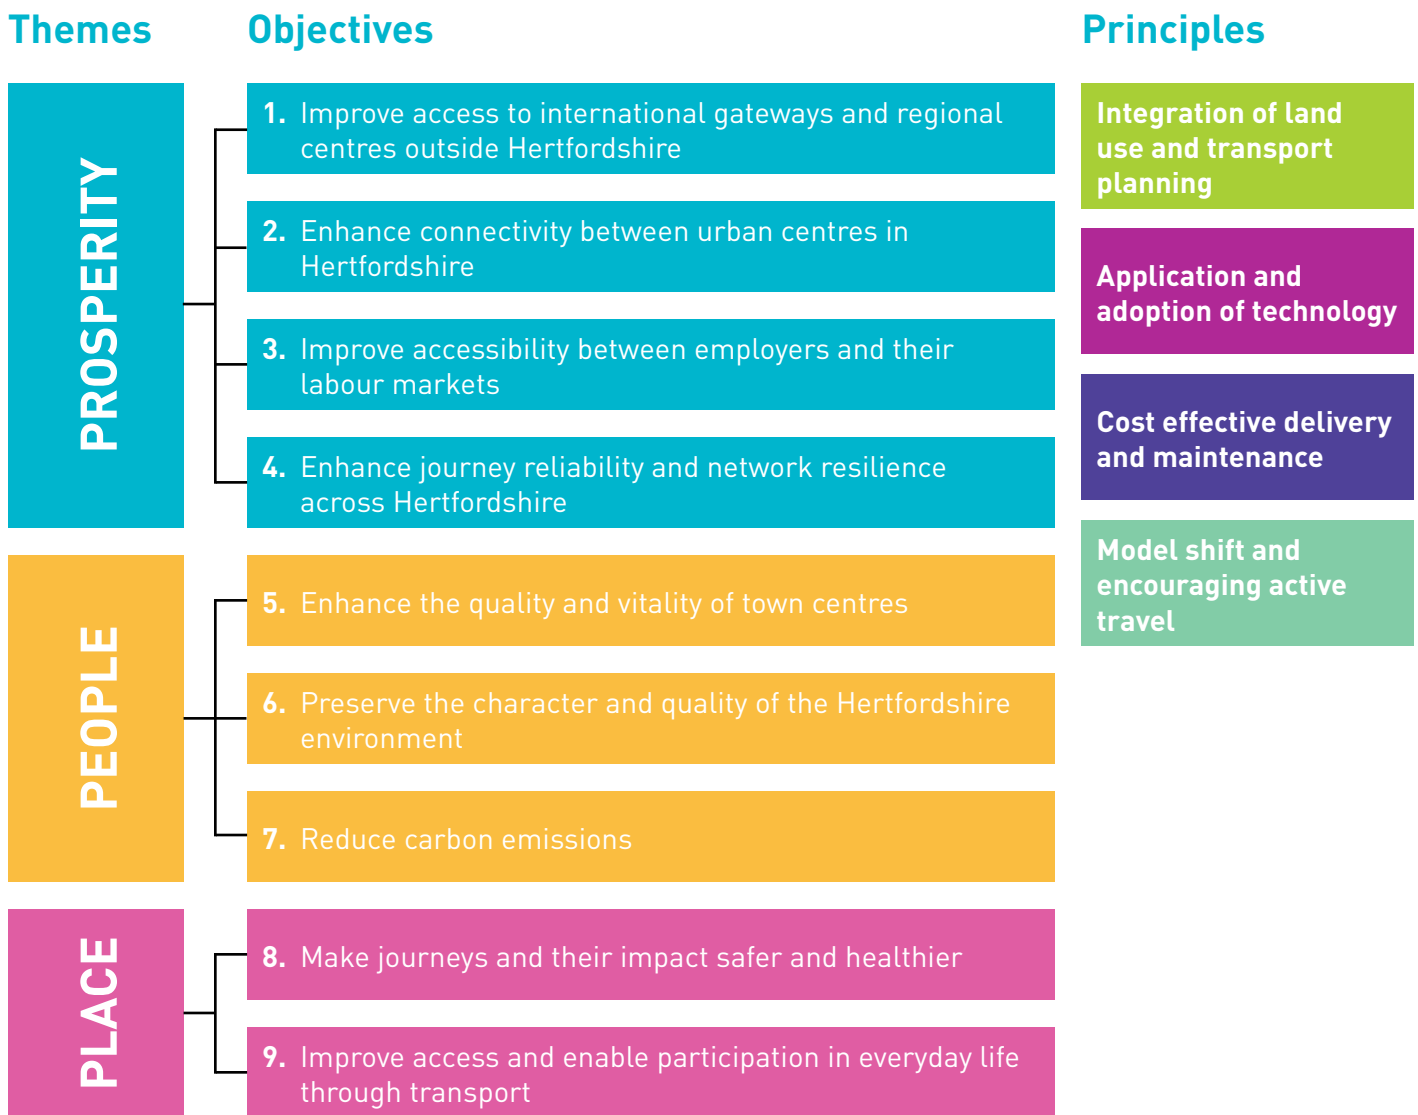 Themes
Objectives
Principles
PROSPERITY
1. Improve access to international gateways and regional
centres outside Hertfordshire
2. Enhance connectivity between urban centres in
Hertfordshire
3. Improve accessibility between employers and their
labour markets
4. Enhance journey reliability and network resilience
across Hertfordshire
PEOPLE
5. Enhance the quality and vitality of town centres
6. Preserve the character and quality of the Hertfordshire
environment
7. Reduce carbon emissions
PLACE
8. Make journeys and their impact safer and healthier
9. Improve access and enable participation in everyday life
through transport
Integration of land
use and transport
planning
Application and
adoption of technology
Cost effective delivery
and maintenance
Model shift and
encouraging active
travel